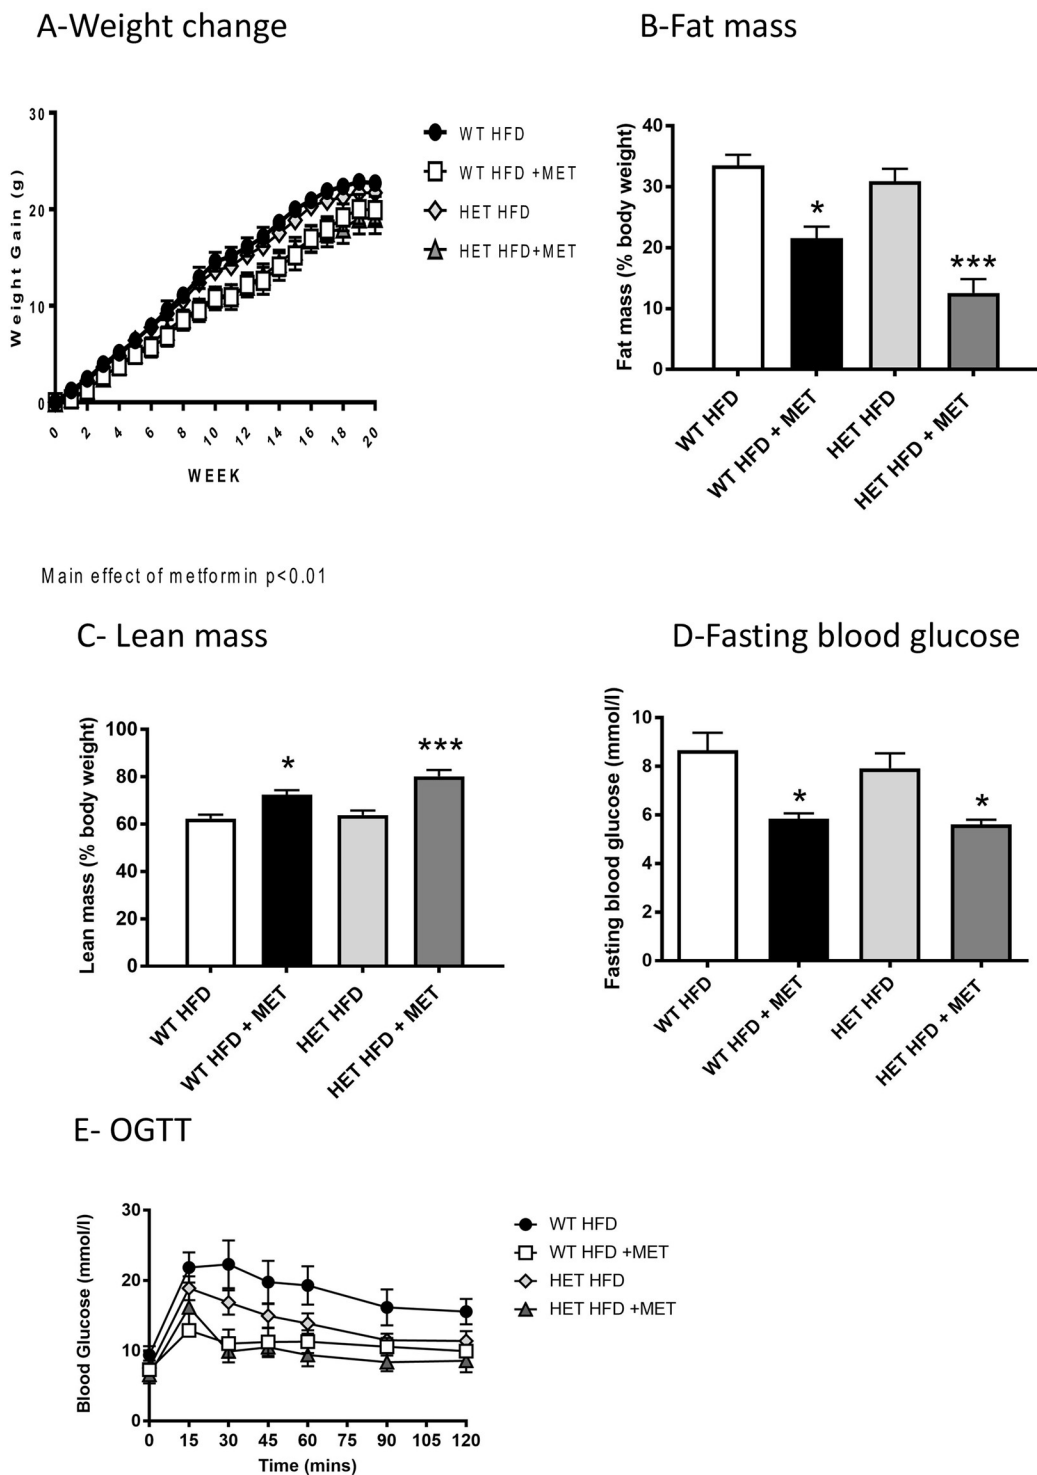 A-Weight change
30
20
10
0
Weight Gain (g)
0 2 4 6 8 10 12 14 16 18 20
WEEK
WT HFD
WT HFD +MET
HET HFD
HET HFD+MET
Main effect of metformin p<0.01
B-Fat mass
40
30
20
10
0
Fat mass (% body weight)
*
***
WT HFD
WT HFD + MET
HET HFD
HET HFD + MET
C- Lean mass
100
80
60
40
20
0
Lean mass (% body weight)
*
***
WT HFD
WT HFD + MET
HET HFD
HET HFD + MET
D-Fasting blood glucose
10
8
6
4
2
0
Fasting blood glucose (mmol/l)
*
*
WT HFD
WT HFD + MET
HET HFD
HET HFD + MET
E- OGTT
30
20
10
0
Blood Glucose (mmol/l)
0 15 30 45 60 75 90 105 120
Time (mins)
WT HFD
WT HFD +MET
HET HFD
HET HFD +MET